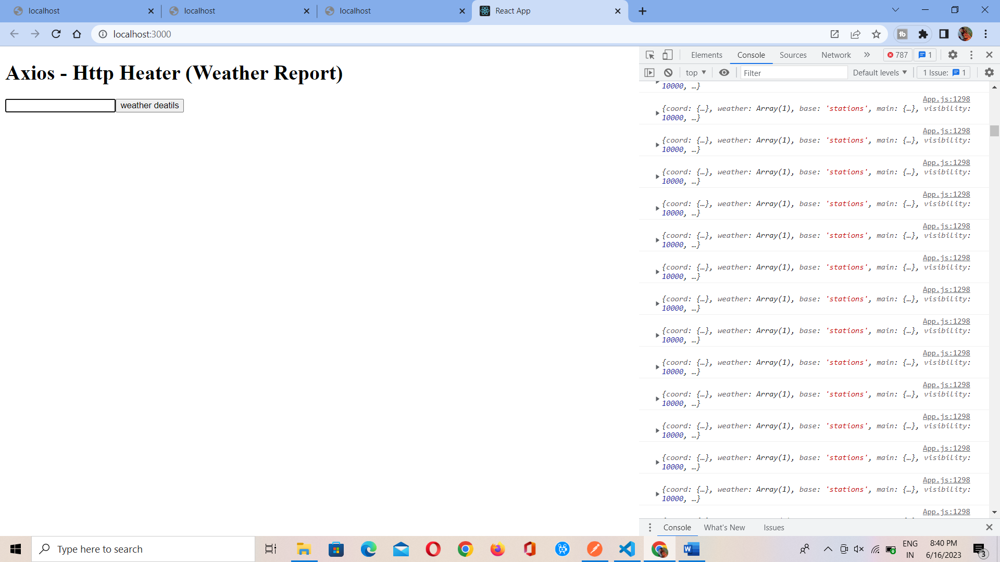 localhost
localhost
localhost
React App
localhost:3000
Elements Console Sources Network » 787 1
top Filter Default levels 1 Issue: 1
Axios - Http Heater (Weather Report)
weather deatils
10000, …}
App.js:1298
{coord: {…}, weather: Array(1), base: 'stations', main: {…}, visibility:
10000, …}
App.js:1298
{coord: {…}, weather: Array(1), base: 'stations', main: {…}, visibility:
10000, …}
App.js:1298
{coord: {…}, weather: Array(1), base: 'stations', main: {…}, visibility:
10000, …}
App.js:1298
{coord: {…}, weather: Array(1), base: 'stations', main: {…}, visibility:
10000, …}
App.js:1298
{coord: {…}, weather: Array(1), base: 'stations', main: {…}, visibility:
10000, …}
App.js:1298
{coord: {…}, weather: Array(1), base: 'stations', main: {…}, visibility:
10000, …}
App.js:1298
{coord: {…}, weather: Array(1), base: 'stations', main: {…}, visibility:
10000, …}
App.js:1298
{coord: {…}, weather: Array(1), base: 'stations', main: {…}, visibility:
10000, …}
App.js:1298
{coord: {…}, weather: Array(1), base: 'stations', main: {…}, visibility:
10000, …}
App.js:1298
{coord: {…}, weather: Array(1), base: 'stations', main: {…}, visibility:
10000, …}
App.js:1298
{coord: {…}, weather: Array(1), base: 'stations', main: {…}, visibility:
10000, …}
App.js:1298
{coord: {…}, weather: Array(1), base: 'stations', main: {…}, visibility:
10000, …}
App.js:1298
{coord: {…}, weather: Array(1), base: 'stations', main: {…}, visibility:
10000, …}
App.js:1298
Console What's New Issues
Type here to search
ENG
IN
8:40 PM
6/16/2023
3